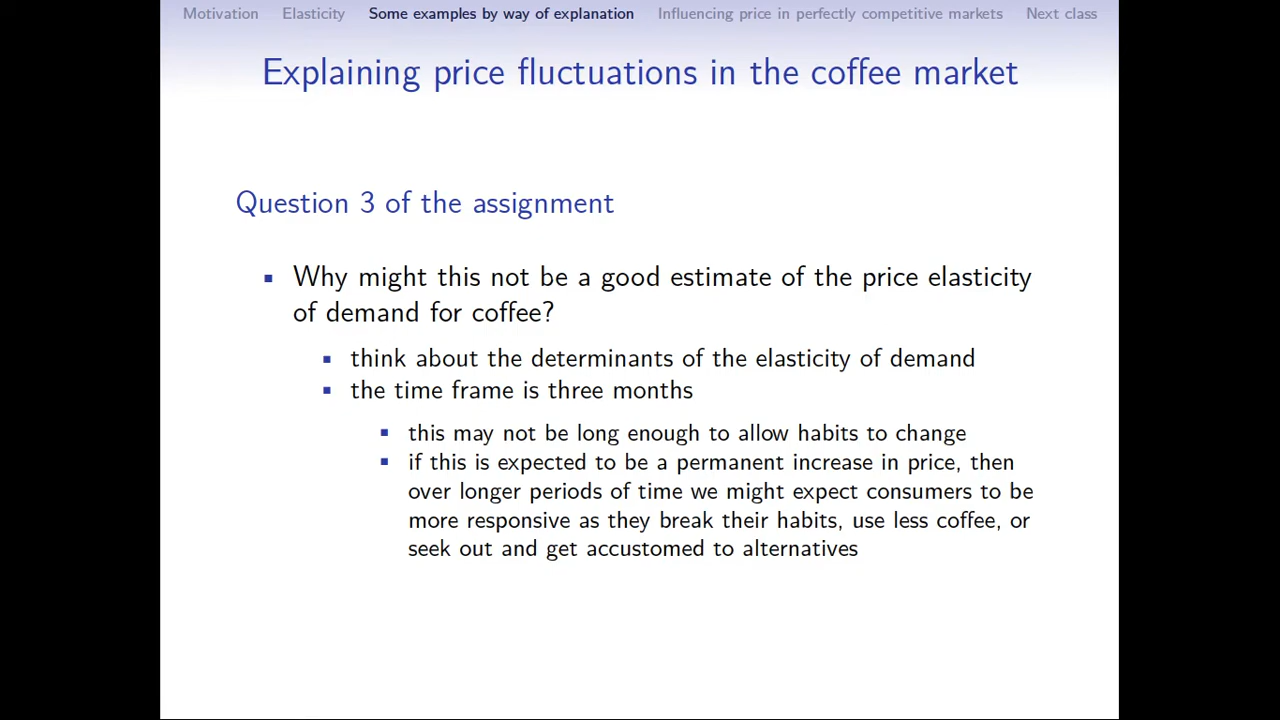 Motivation Elasticity Some examples by way of explanation Influencing price in perfectly competitive markets Next class
Explaining price fluctuations in the coffee market
Question 3 of the assignment
Why might this not be a good estimate of the price elasticity
of demand for coffee?
think about the determinants of the elasticity of demand
the time frame is three months
this may not be long enough to allow habits to change
if this is expected to be a permanent increase in price, then
over longer periods of time we might expect consumers to be
more responsive as they break their habits, use less coffee, or
seek out and get accustomed to alternatives